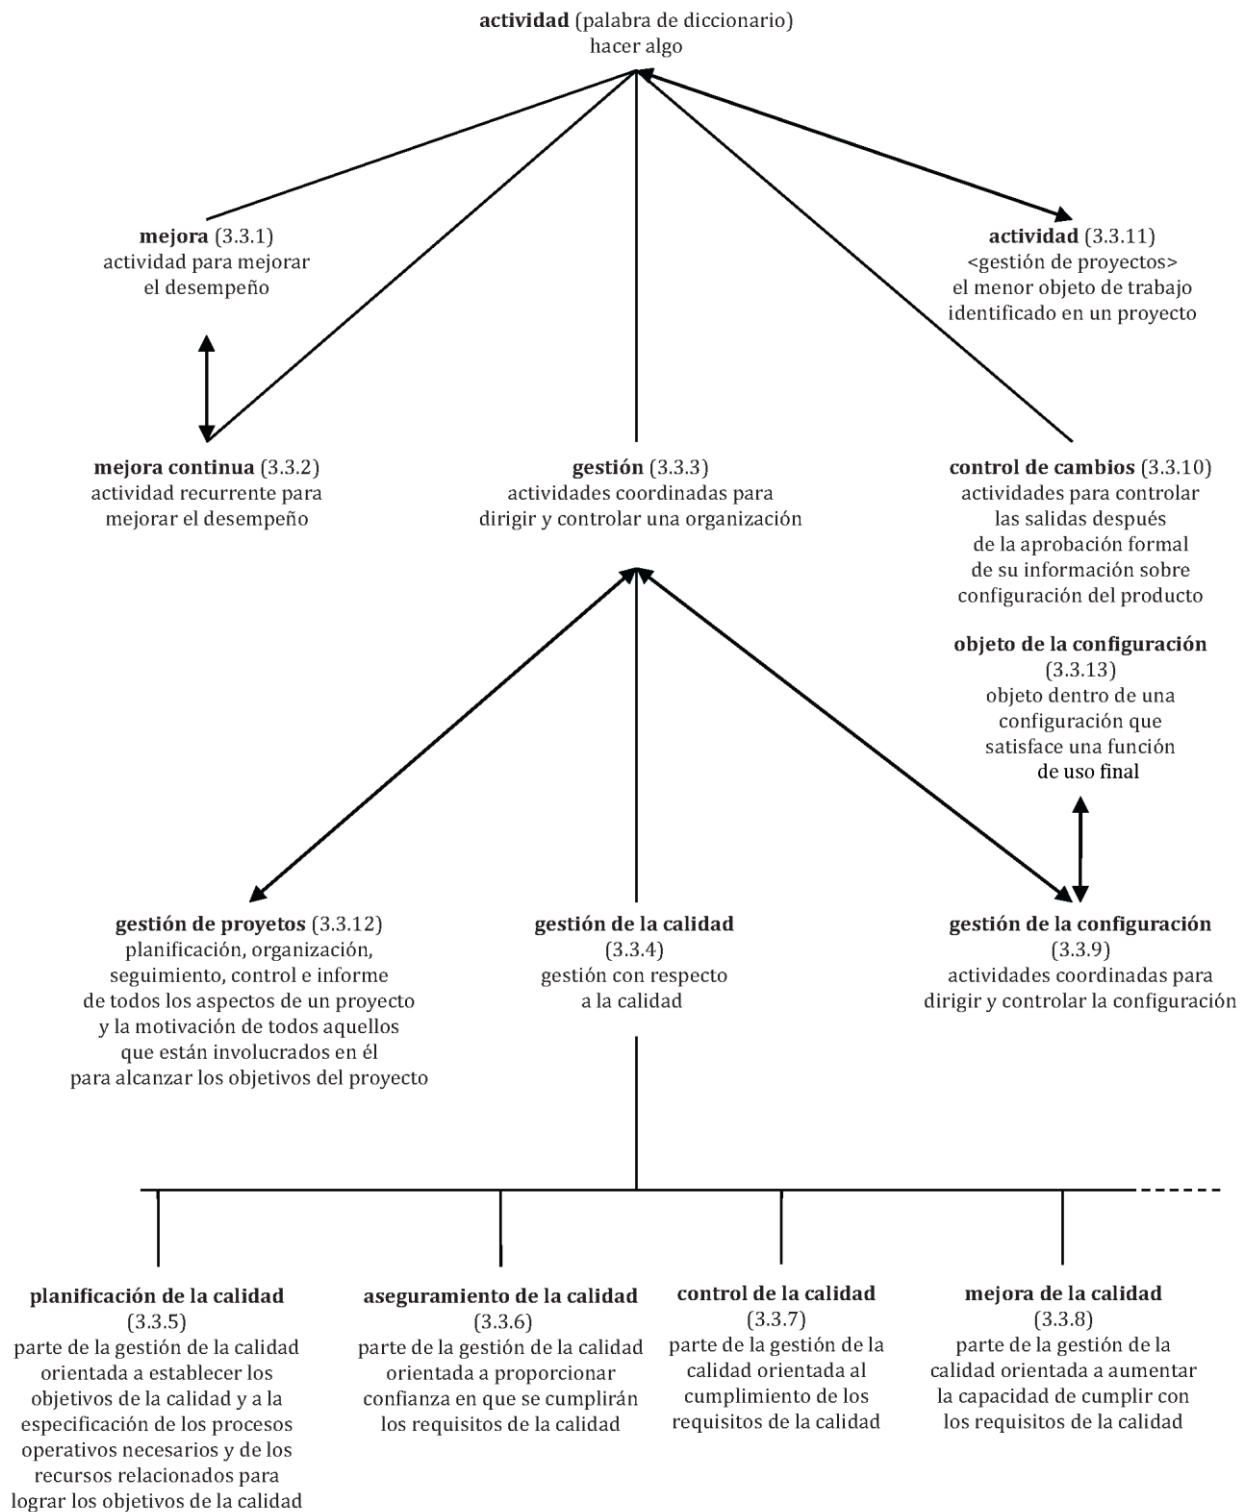 actividad (palabra de diccionario)
hacer algo
mejora (3.3.1)
actividad para mejorar
el desempeño
actividad (3.3.11)
<gestión de proyectos>
el menor objeto de trabajo
identificado en un proyecto
mejora continua (3.3.2)
actividad recurrente para
mejorar el desempeño
gestión (3.3.3)
actividades coordinadas para
dirigir y controlar una organización
control de cambios (3.3.10)
actividades para controlar
las salidas después
de la aprobación formal
de su información sobre
configuración del producto
objeto de la configuración
(3.3.13)
objeto dentro de una
configuración que
satisface una función
de uso final
gestión de proyetos (3.3.12)
planificación, organización,
seguimiento, control e informe
de todos los aspectos de un proyecto
y la motivación de todos aquellos
que están involucrados en él
para alcanzar los objetivos del proyecto
gestión de la calidad
(3.3.4)
gestión con respecto
a la calidad
gestión de la configuración
(3.3.9)
actividades coordinadas para
dirigir y controlar la configuración
planificación de la calidad
(3.3.5)
parte de la gestión de la calidad
orientada a establecer los
objetivos de la calidad y a la
especificación de los procesos
operativos necesarios y de los
recursos relacionados para
lograr los objetivos de la calidad
aseguramiento de la calidad
(3.3.6)
parte de la gestión de la calidad
orientada a proporcionar
confianza en que se cumplirán
los requisitos de la calidad
control de la calidad
(3.3.7)
parte de la gestión de la
calidad orientada al
cumplimiento de los
requisitos de la calidad
mejora de la calidad
(3.3.8)
parte de la gestión de la
calidad orientada a aumentar
la capacidad de cumplir con
los requisitos de la calidad